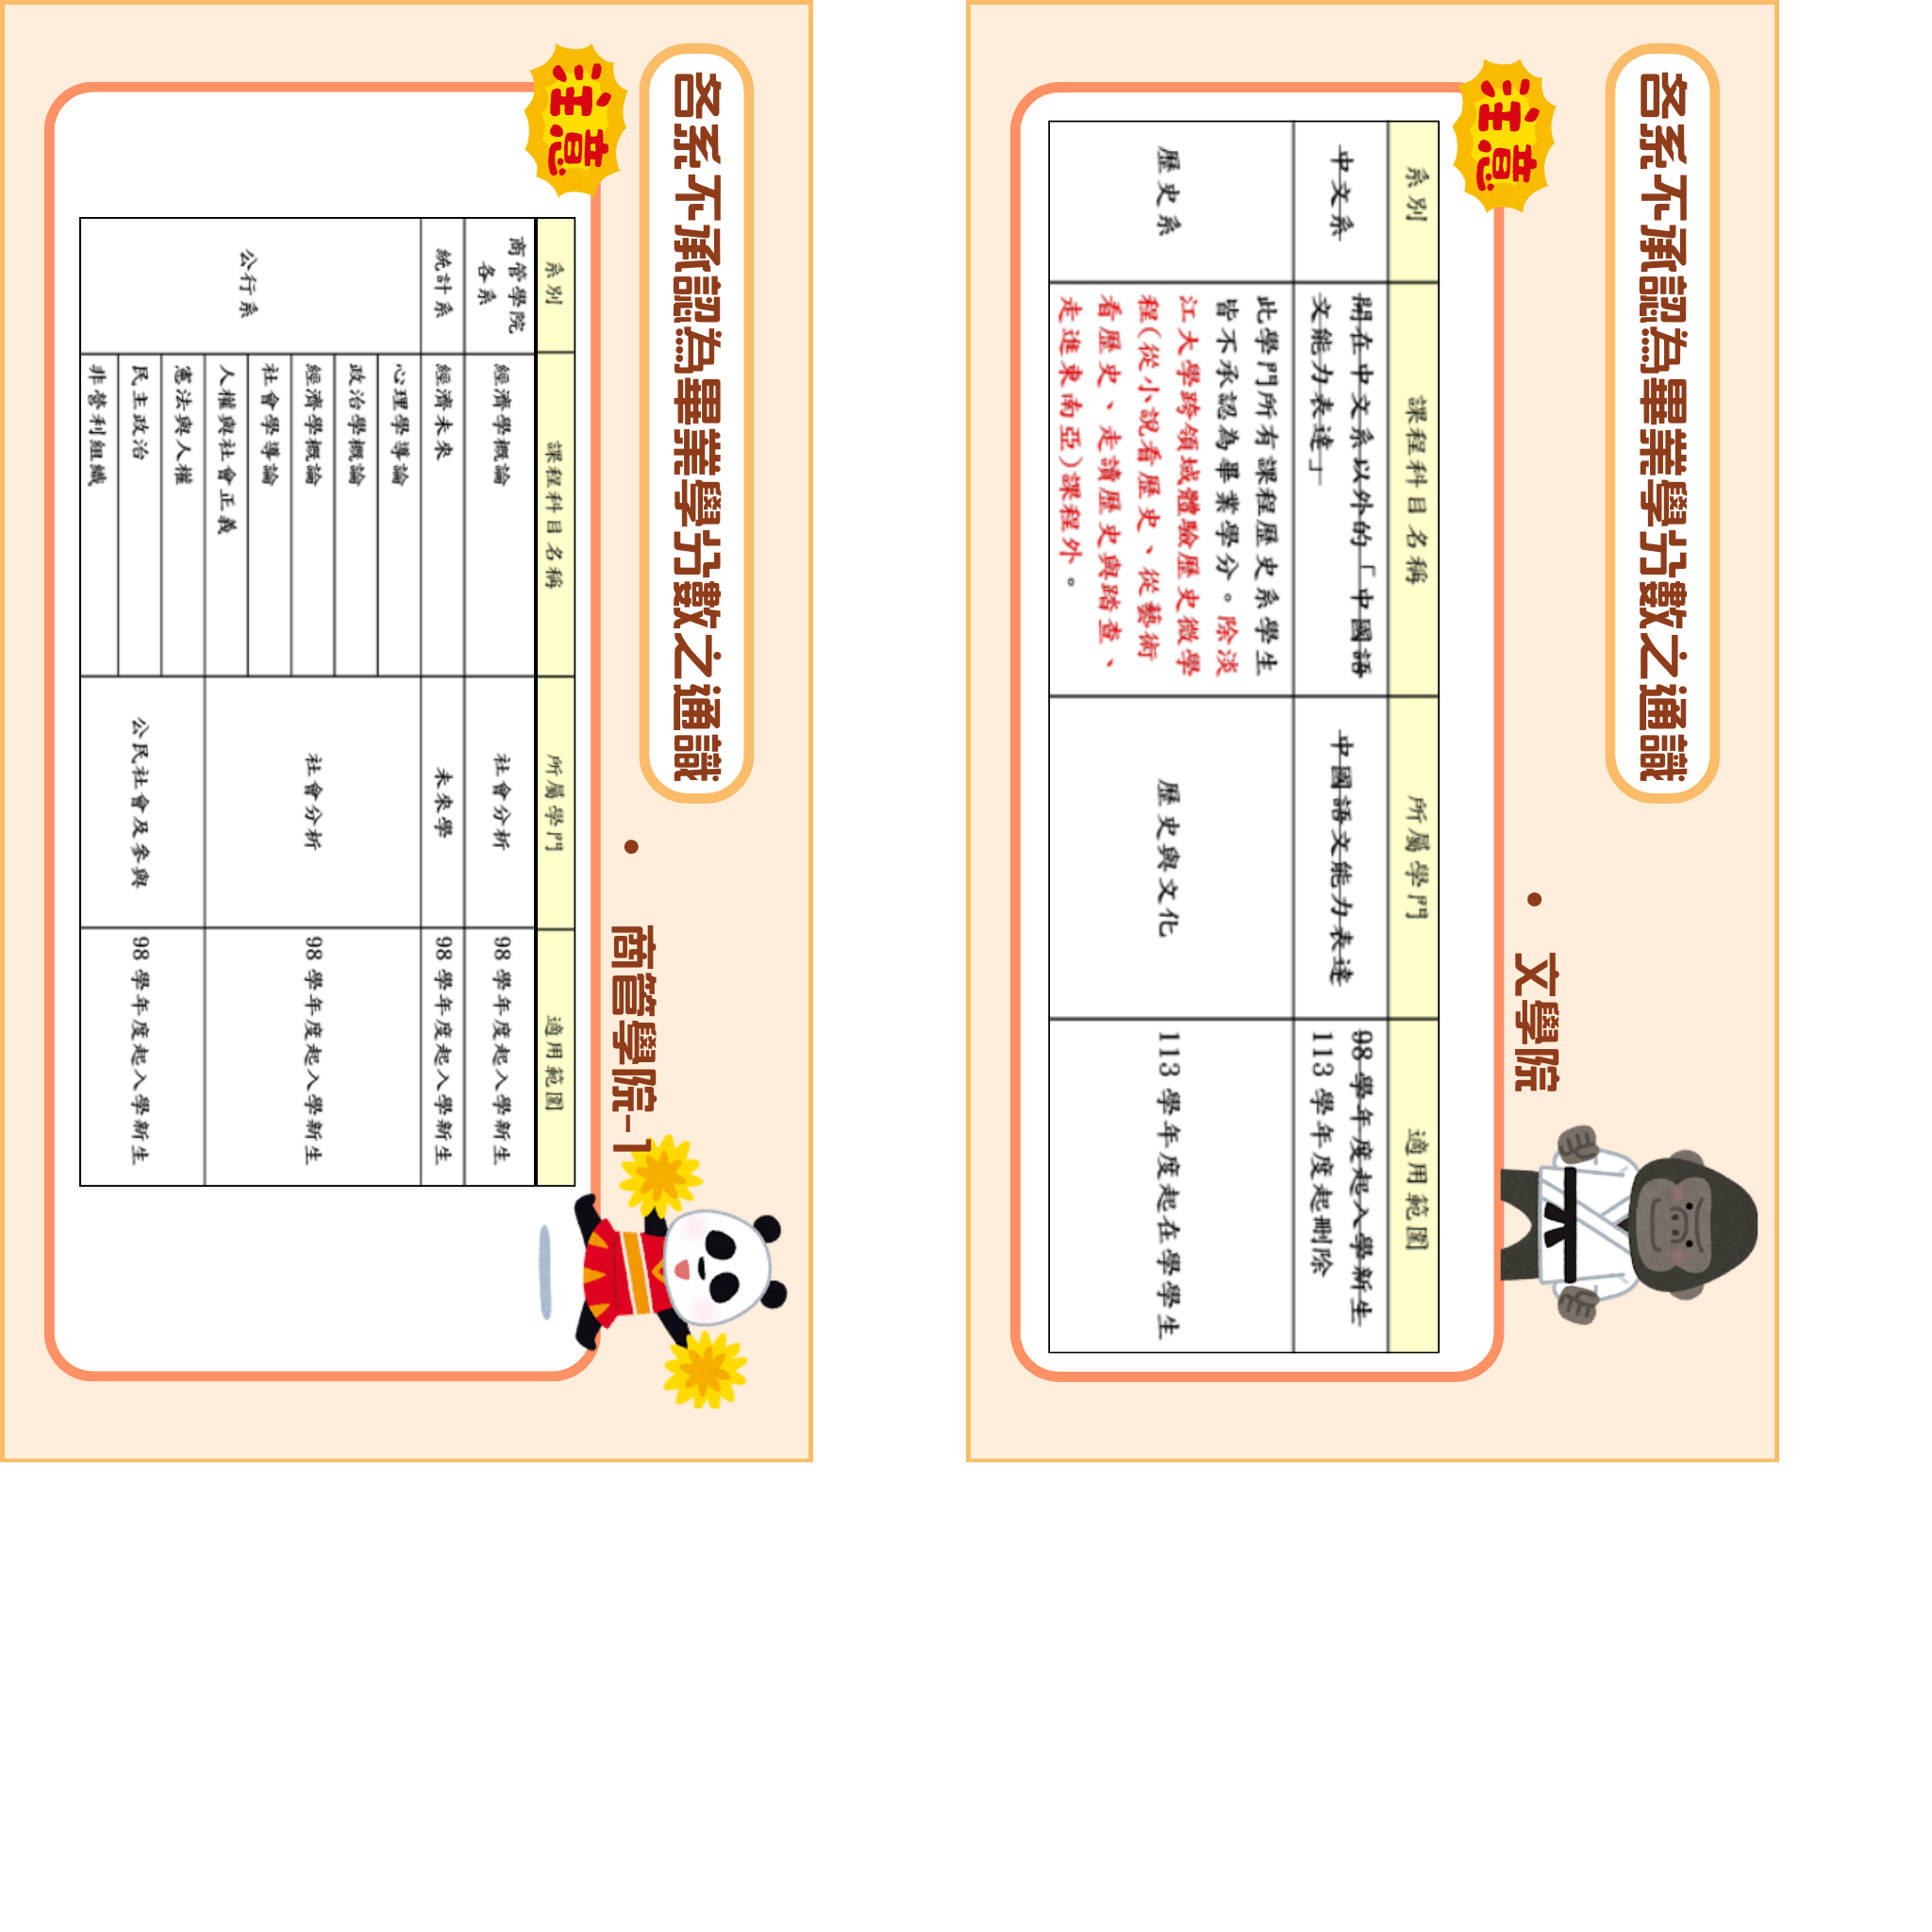 各系不承認為畢業學分數之通識
• 文學院
注意
系別 課程科目名稱 所屬學門 適用範圍
中文系
開在中文系以外的「中國語
文能力表達」
中國語文能力表達
98 學年度起入學新生
113 學年度起刪除
歷史系
此學門所有課程歷史系學生
皆不承認為畢業學分。除淡
江大學跨領域體驗歷史微學
程(從小說看歷史、從藝術
看歷史、走讀歷史與踏查、
走進東南亞)課程外。
歷史與文化
113 學年度起在學學生
各系不承認為畢業學分數之通識
• 商管學院-1
注意
系別 課程科目名稱 所屬學門 適用範圍
商管學院
各系
經濟學概論 社會分析 98 學年度起入學新生
統計系 經濟未來 未來學 98 學年度起入學新生
公行系
心理學導論
政治學概論
經濟學概論
社會學導論
人權與社會正義
社會分析 98 學年度起入學新生
憲法與人權
民主政治
非營利組織
公民社會及參與 98 學年度起入學新生